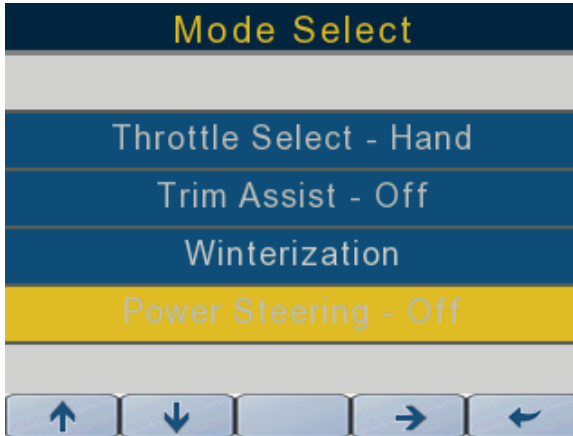 Mode Select
Throttle Select - Hand
Trim Assist - Off
Winterization
Power Steering - Off